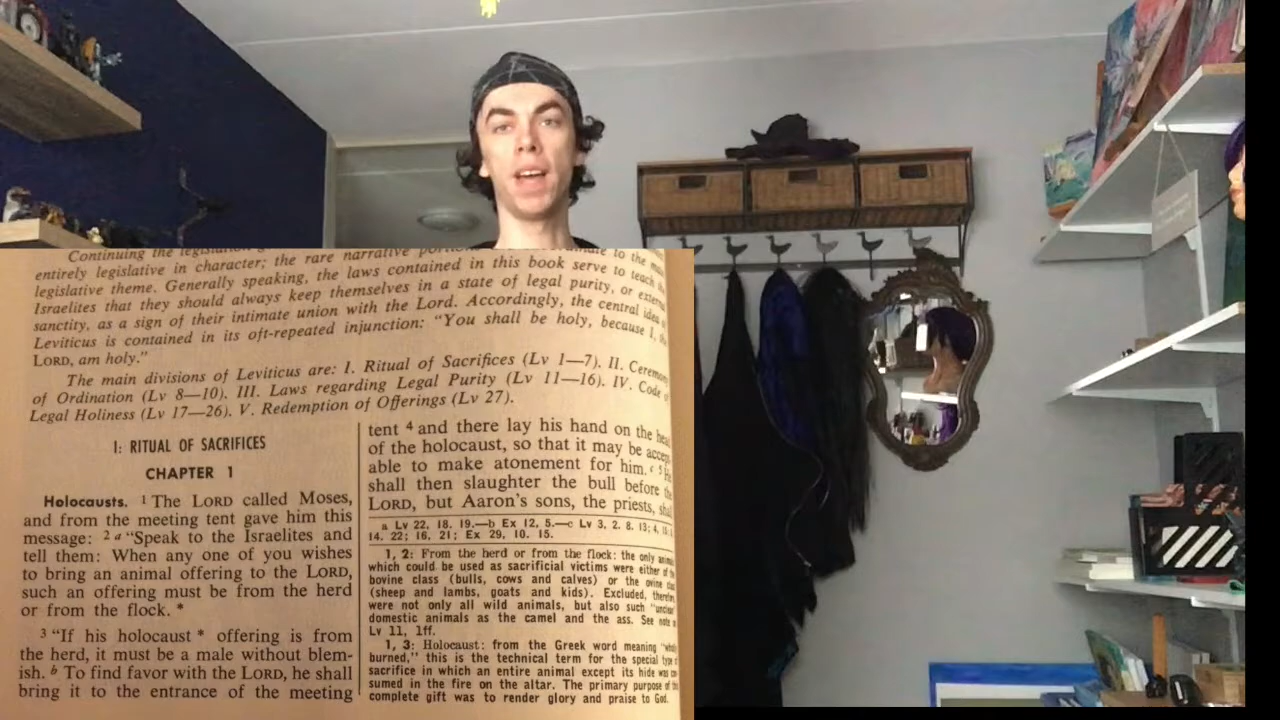 Continuing the legislation
entirely legislative in character; the rare narrative
legislative theme. Generally speaking, the laws contained in this book serve to teach
Israelites that they should always keep themselves in a state of legal purity, or
sanctity, as a sign of their intimate union with the Lord. Accordingly, the central idea
Leviticus is contained in its oft-repeated injunction: "You shall be holy, because I,
LORD, am holy."
The main divisions of Leviticus are: I. Ritual of Sacrifices (Lv 1—7). II.
of Ordination (Lv 8—10). III. Laws regarding Legal Purity (Lv 11—16). IV. Code
Legal Holiness (Lv 17—26). V. Redemption of Offerings (Lv 27).
I: RITUAL OF SACRIFICES
CHAPTER 1
Holocausts. 1 The LORD called Moses,
and from the meeting tent gave him this
message: 2 a "Speak to the Israelites and
tell them: When any one of you wishes
to bring an animal offering to the LORD,
such an offering must be from the herd
or from the flock. *
3 "If his holocaust * offering is from
the herd, it must be a male without blem-
ish. b To find favor with the LORD, he shall
bring it to the entrance of the meeting
tent 4 and there lay his hand on the
of the holocaust, so that it may be
able to make atonement for him. c 5
shall then slaughter the bull before
LORD, but Aaron's sons, the priests,
a Lv 22, 18. 19.—b Ex 12, 5.—c Lv 3, 2. 8. 13; 4,
14. 22; 16, 21; Ex 29, 10. 15.
1, 2: From the herd or from the flock: the only
which could be used as sacrificial victims were either of
bovine class (bulls, cows and calves) or the ovine
(sheep and lambs, goats and kids). Excluded,
were not only all wild animals, but also such
domestic animals as the camel and the ass. See note
Lv 11, 1ff.
1, 3: Holocaust: from the Greek word meaning
burned," this is the technical term for the special type
sacrifice in which an entire animal except its hide was
sumed in the fire on the altar. The primary purpose of
complete gift was to render glory and praise to God.